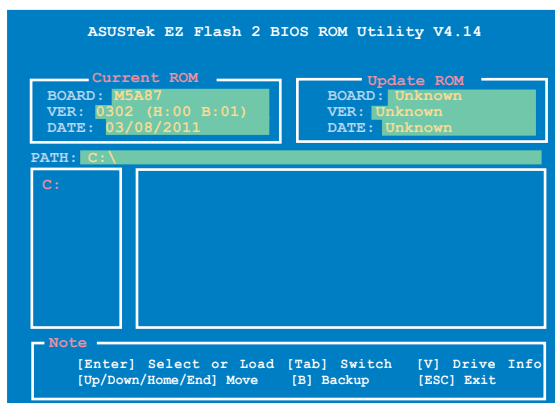 ASUSTek EZ Flash 2 BIOS ROM Utility V4.14
Current ROM
BOARD: M5A87
VER: 0302 (H:00 B:01)
DATE: 03/08/2011
Update ROM
BOARD: Unknown
VER: Unknown
DATE: Unknown
PATH: C:\
C:
Note
[Enter] Select or Load [Tab] Switch [V] Drive Info
[Up/Down/Home/End] Move [B] Backup [ESC] Exit